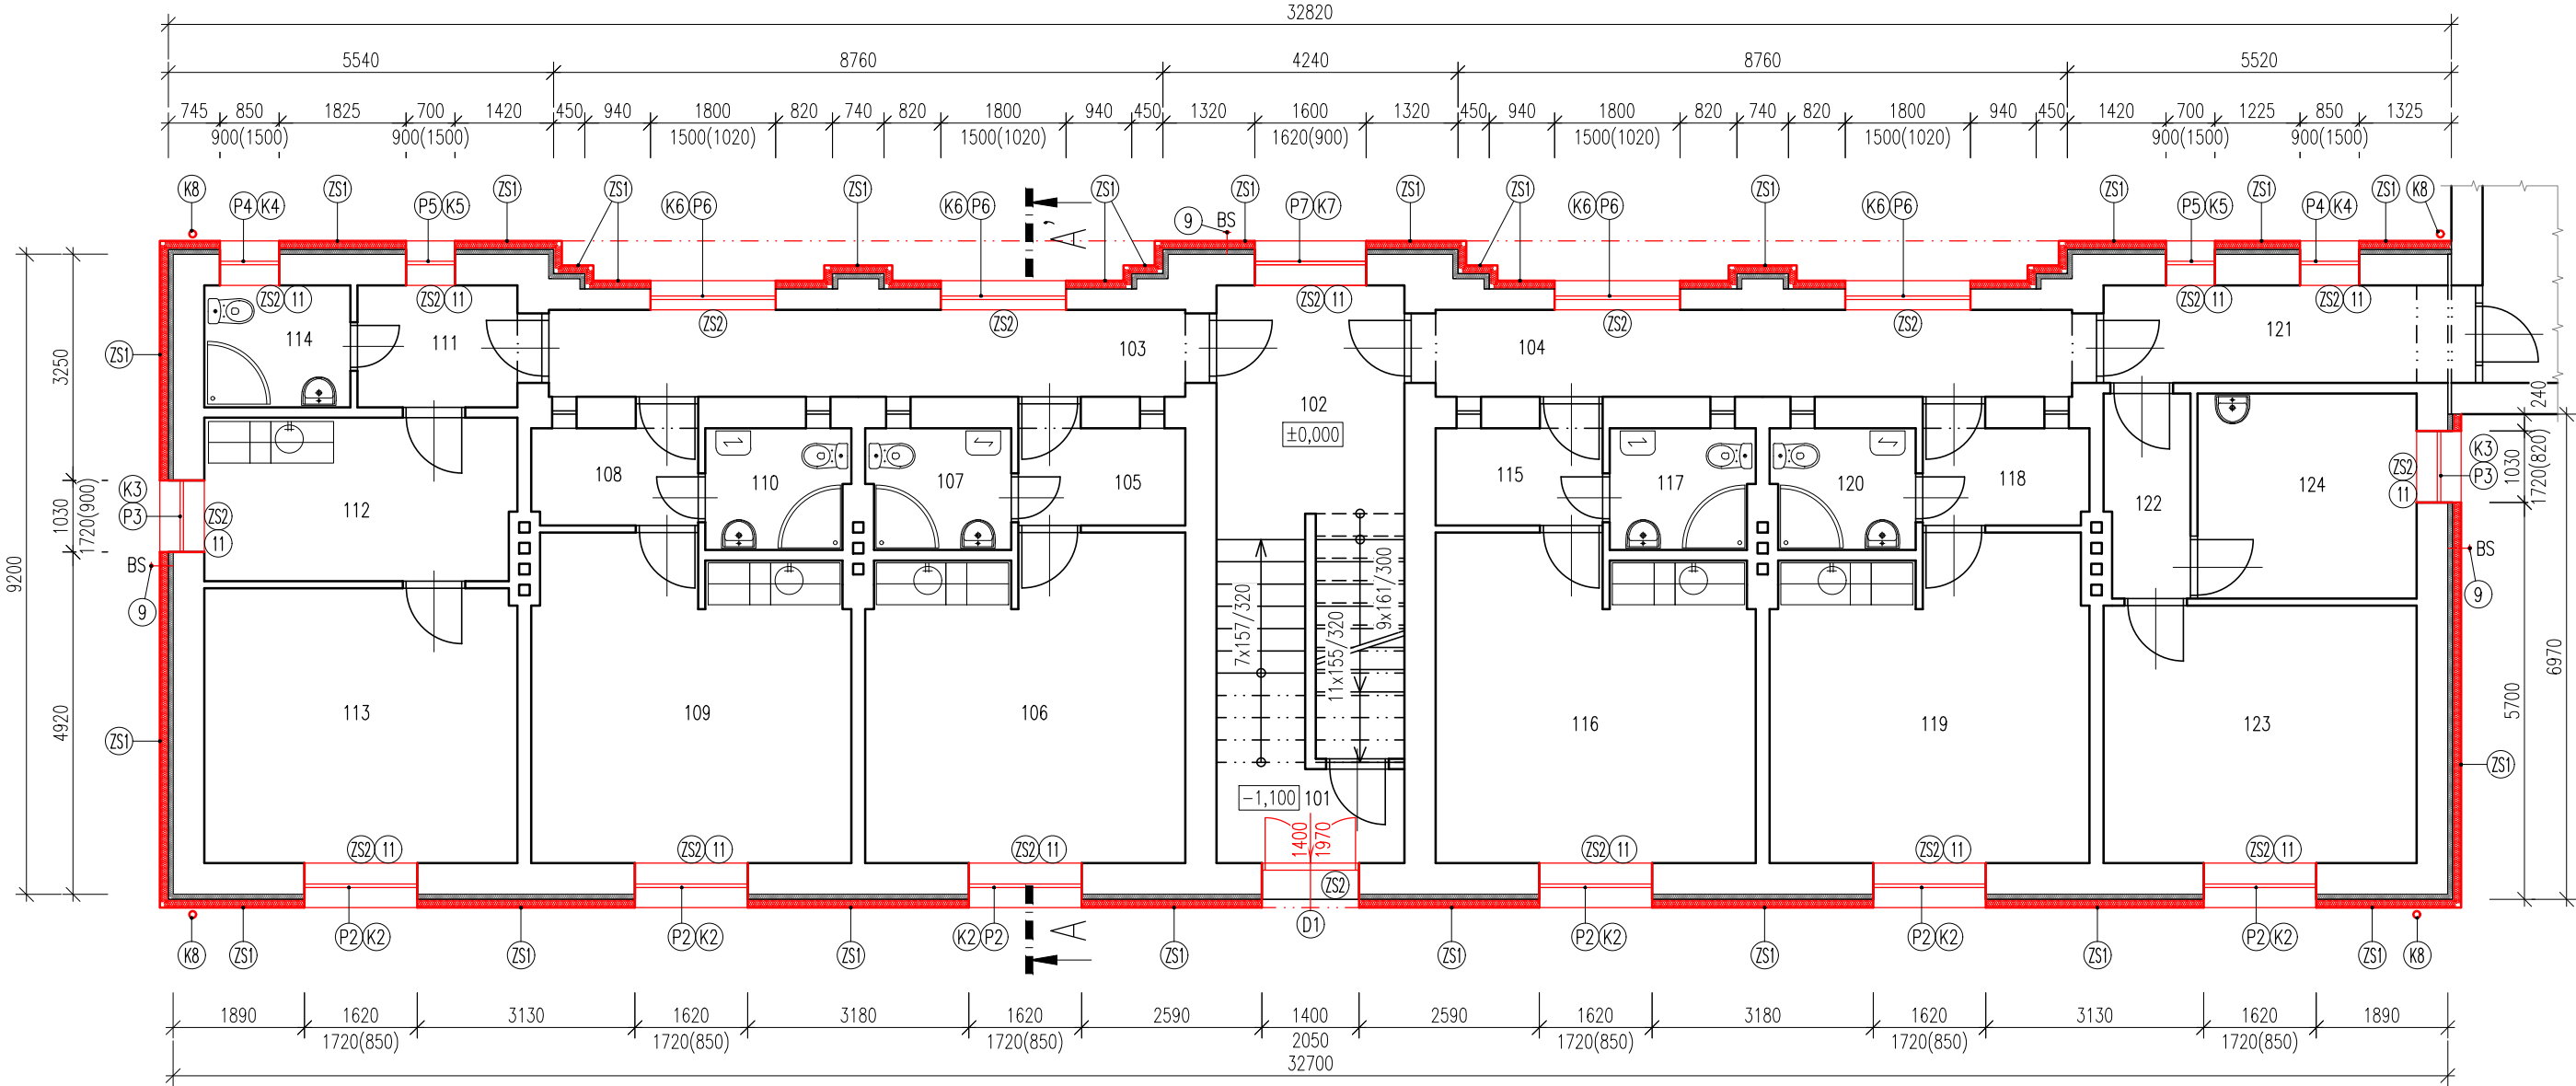 32820
5540 8760 4240 8760 5520
745 850 1825 700 1420 450 940 1800 820 740 820 1800 940 450 1320 1600 1320 450 940 1800 820 740 820 1800 940 450 1420 700 1225 850 1325
900(1500) 900(1500) 1500(1020) 1500(1020) 1620(900) 1500(1020) 1500(1020) 900(1500) 900(1500)
K8 ZS1 ZS1 ZS1 ZS1 ZS1 ZS1 ZS1 ZS1 ZS1 ZS1 ZS1 ZS1 K8
P4 K4 P5 K5 K6 P6 K6 P6 P7 K7 K6 P6 K6 P6 P5 K5 P4 K4
A'
9 BS
ZS2 11 ZS2 11 ZS2 11 ZS2 11 ZS2 11
ZS2 ZS2 ZS2 ZS2
114 111 103 104 121
ZS1
3250
240
102
±0,000
108 110 107 105 115 117 120 118 122 124
K3
P3
ZS2
11
112
1030
1720(900)
K3
P3
ZS2
11
1030
1720(820)
BS
9
BS
9
9200
7x157/320
11x155/320
9x161/300
6970
5700
4920
113 109 106 116 119 123
ZS1
ZS1
-1,100 101
1400
1970
ZS2 11 ZS2 11 ZS2 11 ZS2 11 ZS2 11 ZS2 11
ZS2
D1
P2 K2 P2 K2 K2 P2 P2 K2 P2 K2 P2 K2
A
K8 ZS1 ZS1 ZS1 ZS1 ZS1 ZS1 ZS1 ZS1 K8
1890 1620 3130 1620 3180 1620 2590 1400 2590 1620 3180 1620 3130 1620 1890
1720(850) 1720(850) 1720(850) 2050 1720(850) 1720(850) 1720(850)
32700